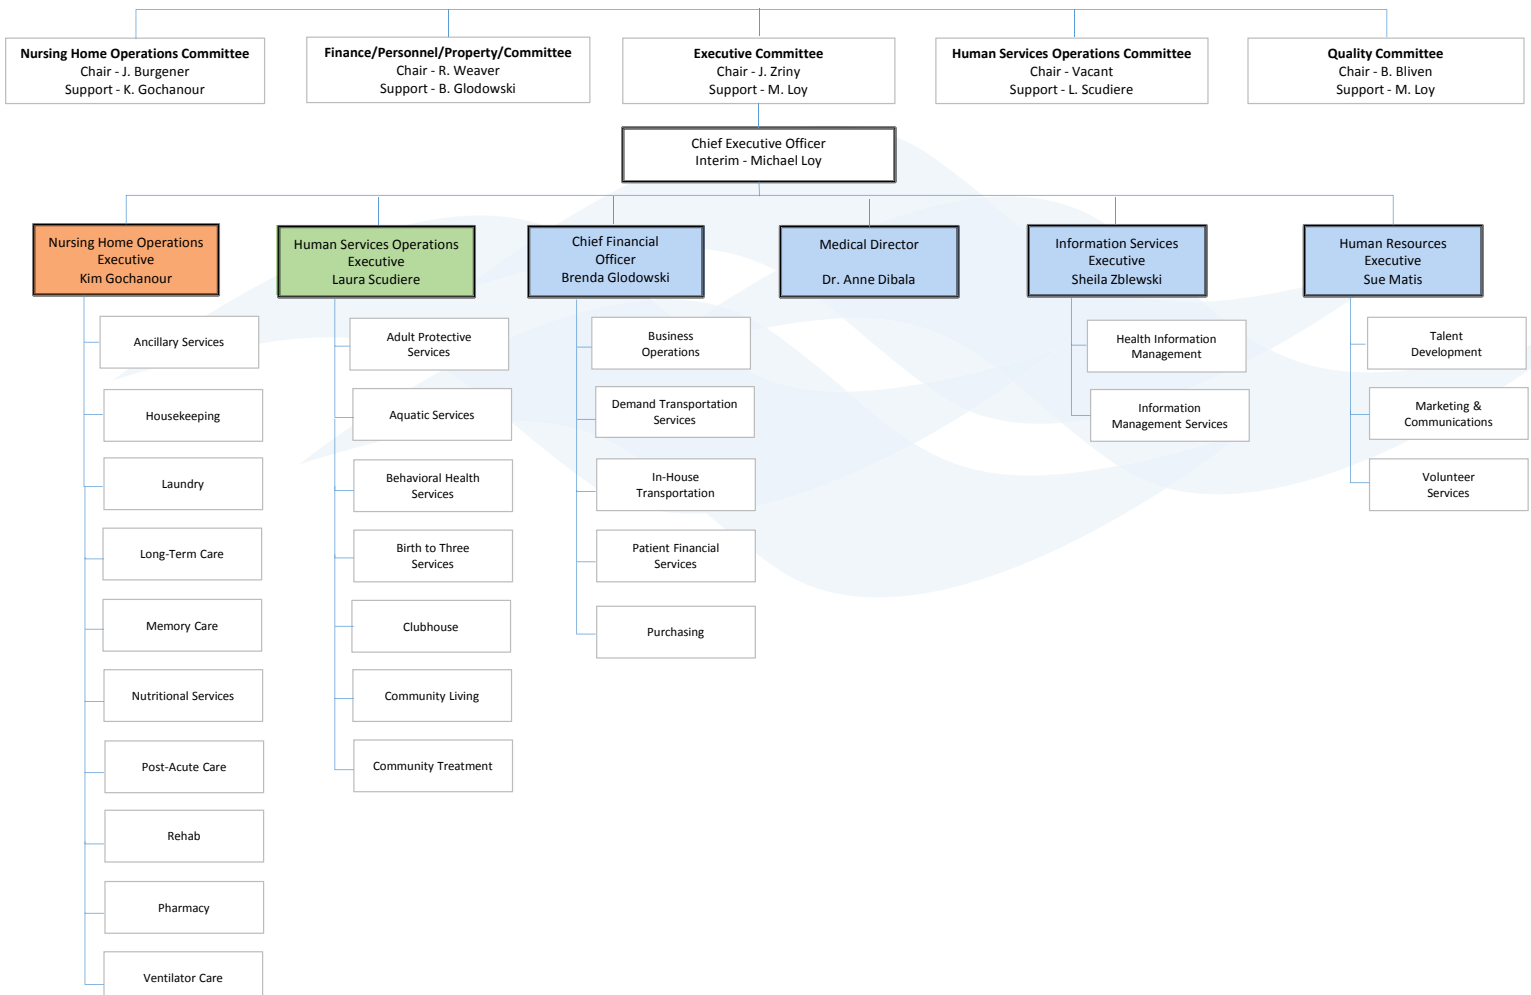 Nursing Home Operations Committee
Chair - J. Burgener
Support - K. Gochanour
Finance/Personnel/Property/Committee
Chair - R. Weaver
Support - B. Glodowski
Executive Committee
Chair - J. Zriny
Support - M. Loy
Human Services Operations Committee
Chair - Vacant
Support - L. Scudiere
Quality Committee
Chair - B. Bliven
Support - M. Loy
Chief Executive Officer
Interim - Michael Loy
Nursing Home Operations
Executive
Kim Gochanour
Human Services Operations
Executive
Laura Scudiere
Chief Financial
Officer
Brenda Glodowski
Medical Director
Dr. Anne Dibala
Information Services
Executive
Sheila Zblewski
Human Resources
Executive
Sue Matis
Ancillary Services
Housekeeping
Laundry
Long-Term Care
Memory Care
Nutritional Services
Post-Acute Care
Rehab
Pharmacy
Ventilator Care
Adult Protective
Services
Aquatic Services
Behavioral Health
Services
Birth to Three
Services
Clubhouse
Community Living
Community Treatment
Business
Operations
Demand Transportation
Services
In-House
Transportation
Patient Financial
Services
Purchasing
Health Information
Management
Information
Management Services
Talent
Development
Marketing &
Communications
Volunteer
Services